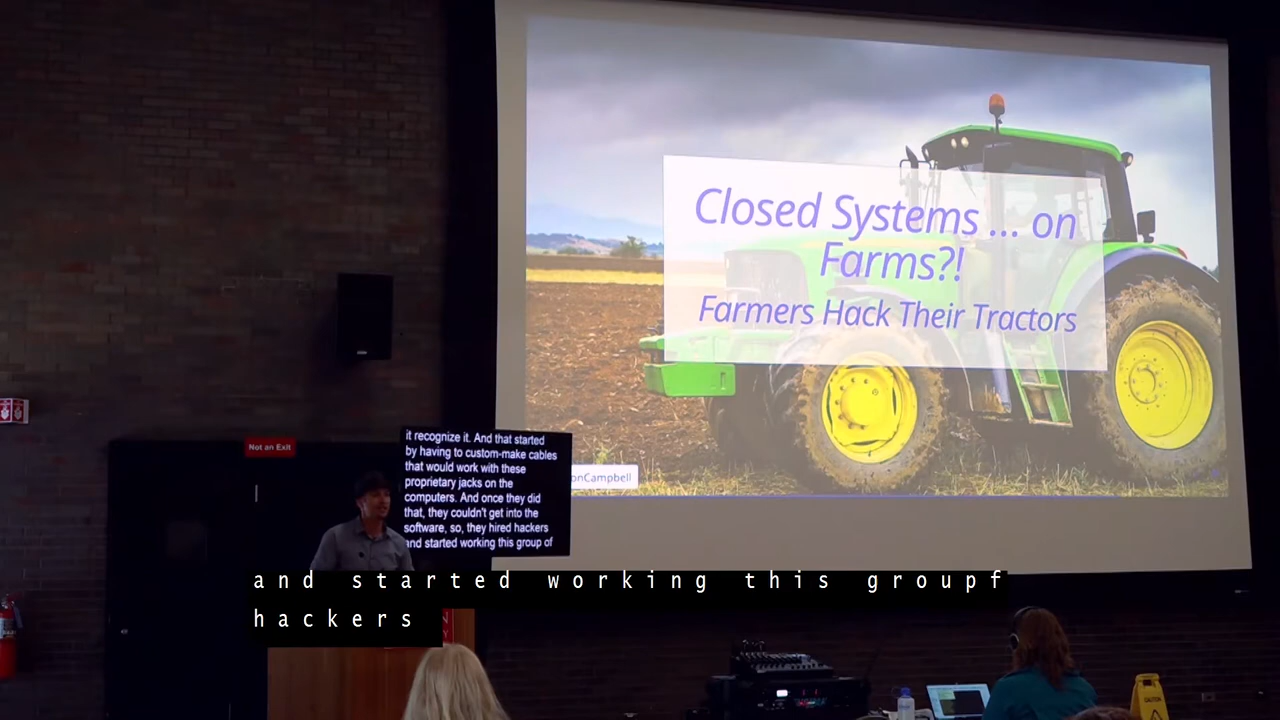 Closed Systems ... on
Farms?!
Farmers Hack Their Tractors
onCampbell
Not an Exit
it recognize it. And that started
by having to custom-make cables
that would work with these
proprietary jacks on the
computers. And once they did
that, they couldn't get into the
software, so, they hired hackers
and started working this group of
and started working this groupf
hackers
CAUTION